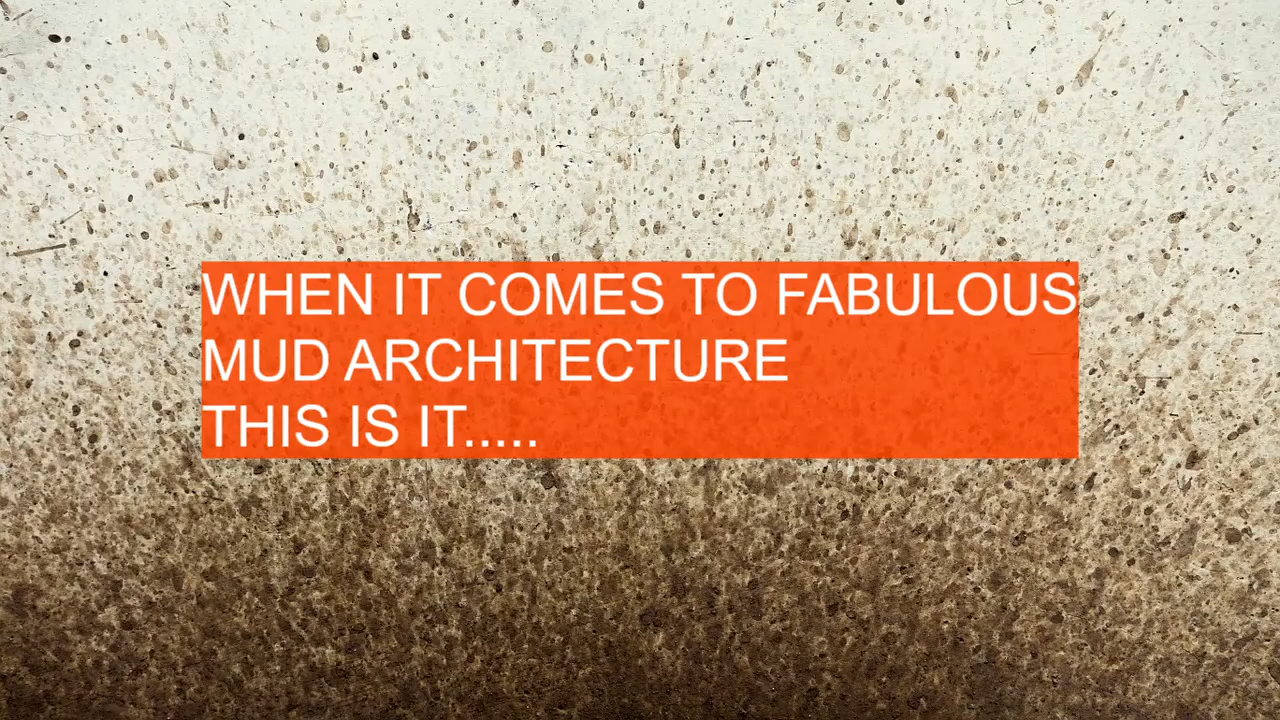 WHEN IT COMES TO FABULOUS
MUD ARCHITECTURE
THIS IS IT.....